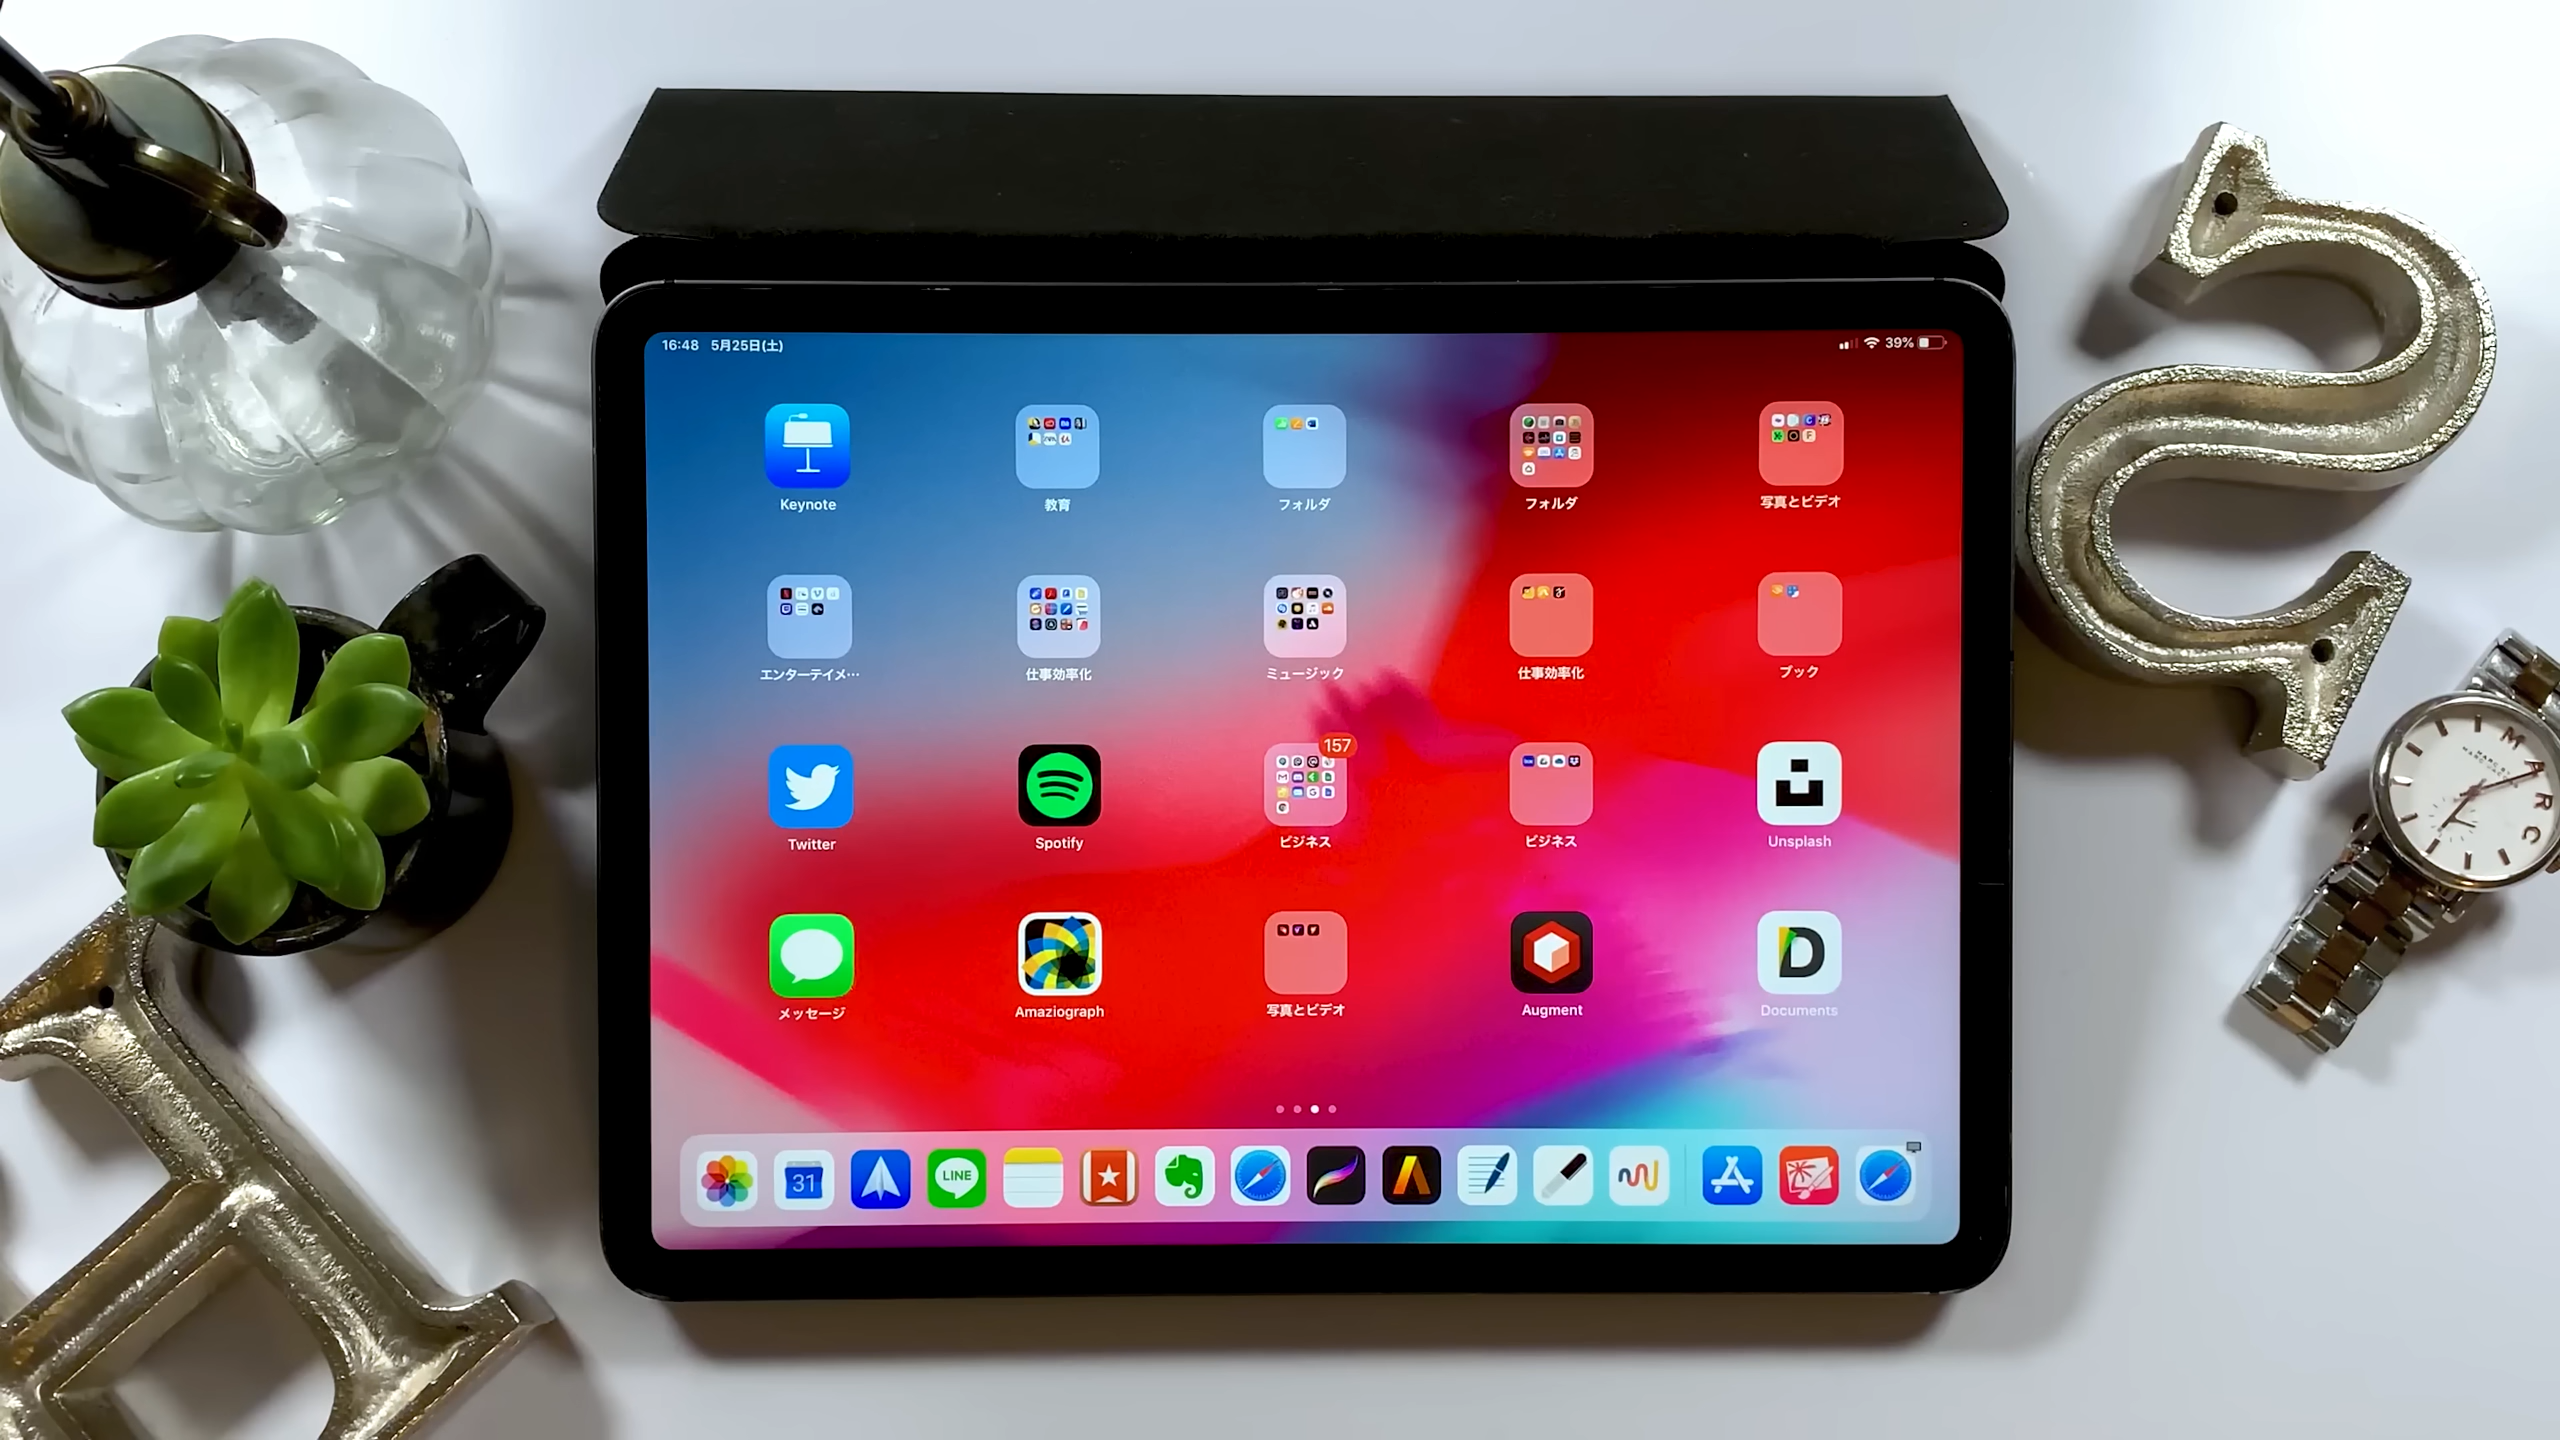 16:48 5月25日(土)
39%
Keynote
教育
フォルダ
フォルダ
写真とビデオ
エンターテイメ…
仕事効率化
ミュージック
仕事効率化
ブック
157
Twitter
Spotify
ビジネス
ビジネス
Unsplash
メッセージ
Amaziograph
写真とビデオ
Augment
Documents
31
LINE
S
MARC